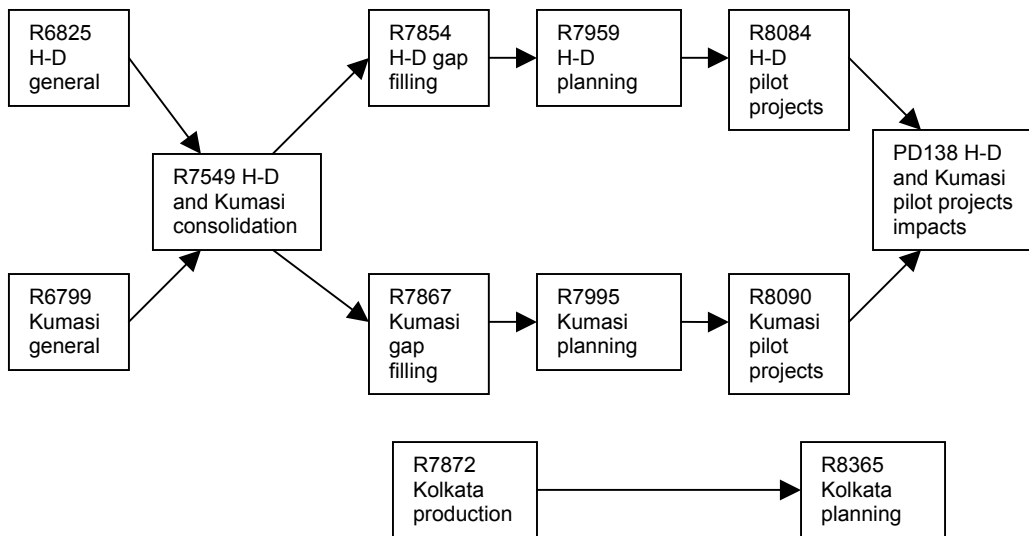 R6825
H-D
general
R7854
H-D gap
filling
R7959
H-D
planning
R8084
H-D
pilot
projects
R7549 H-D
and Kumasi
consolidation
PD138 H-D
and Kumasi
pilot projects
impacts
R6799
Kumasi
general
R7867
Kumasi
gap
filling
R7995
Kumasi
planning
R8090
Kumasi
pilot
projects
R7872
Kolkata
production
R8365
Kolkata
planning